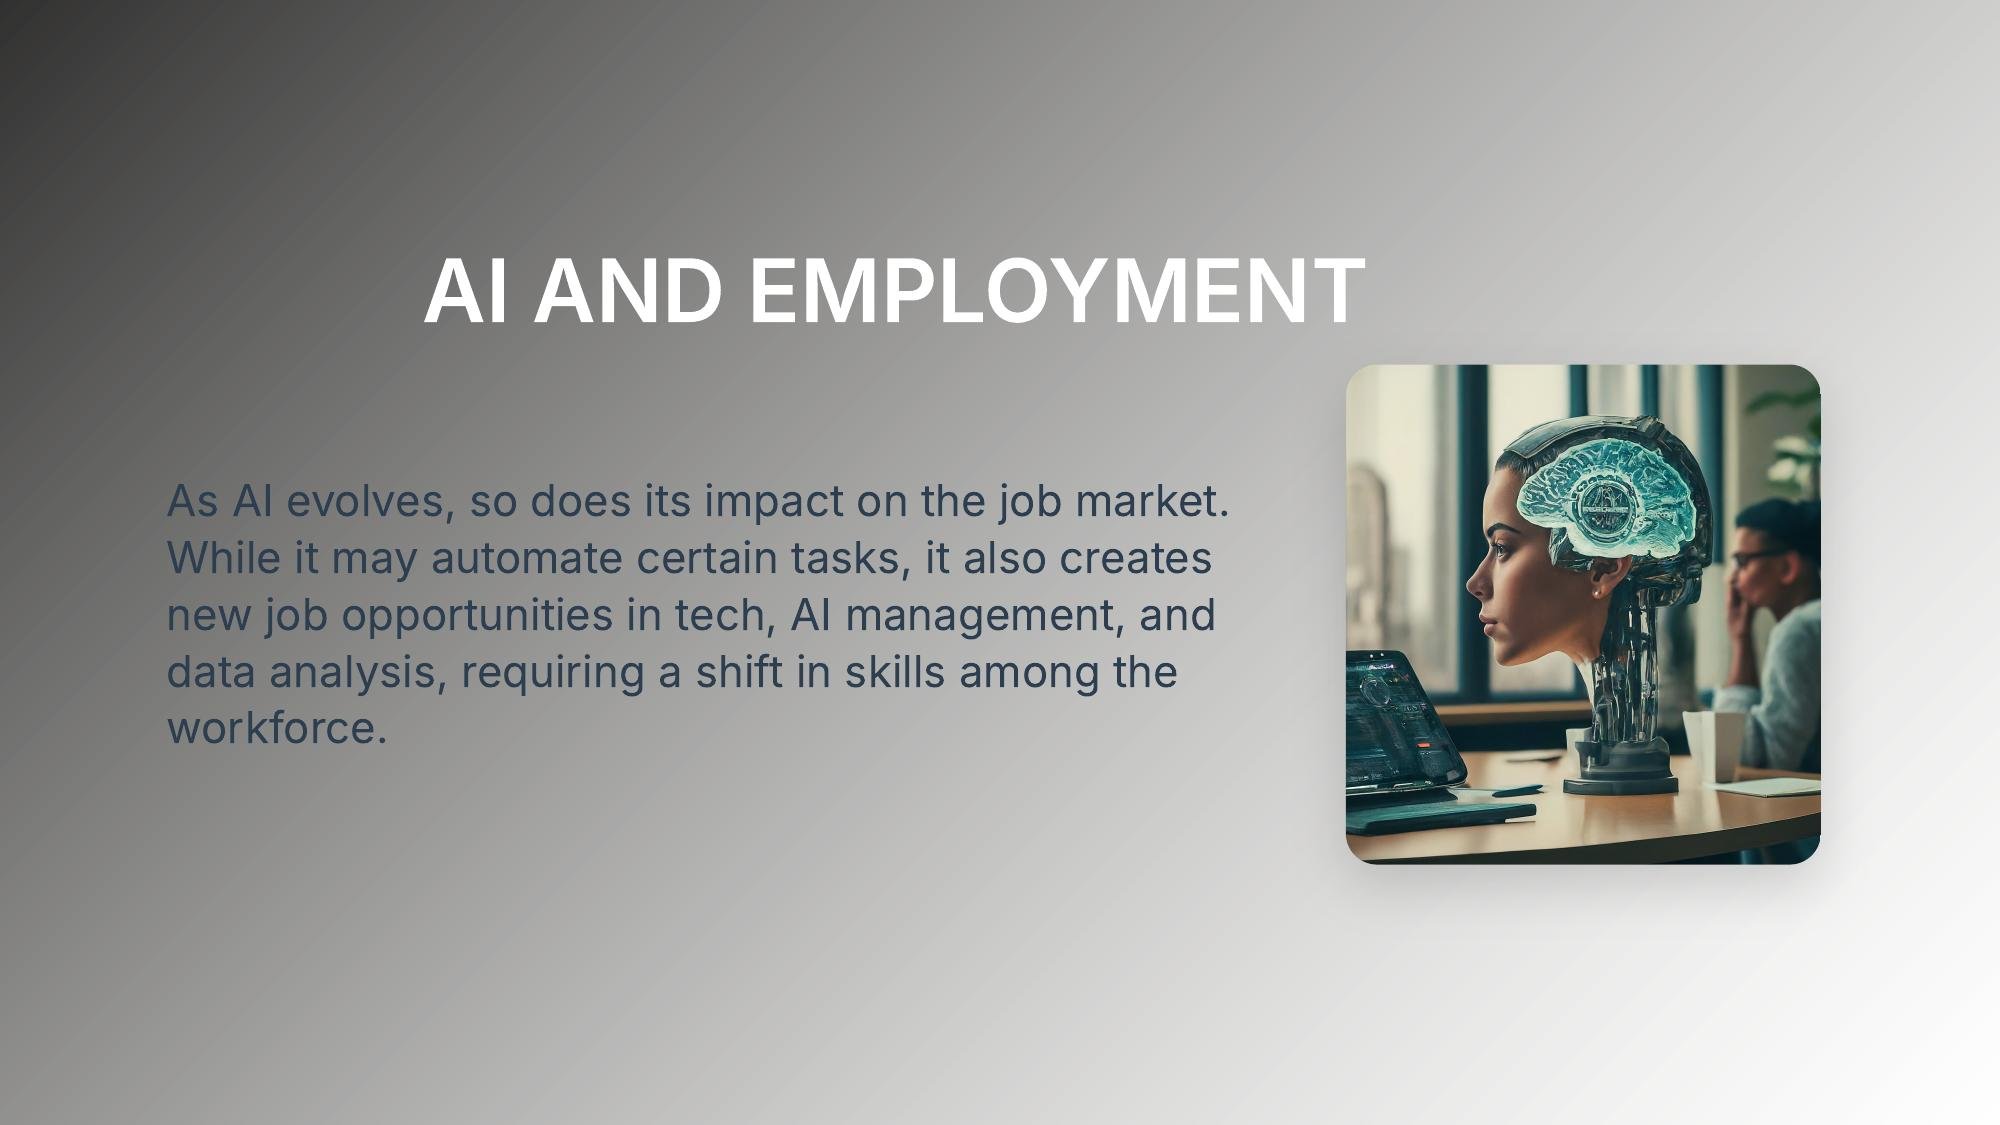 AI AND EMPLOYMENT
As AI evolves, so does its impact on the job market.
While it may automate certain tasks, it also creates
new job opportunities in tech, AI management, and
data analysis, requiring a shift in skills among the
workforce.